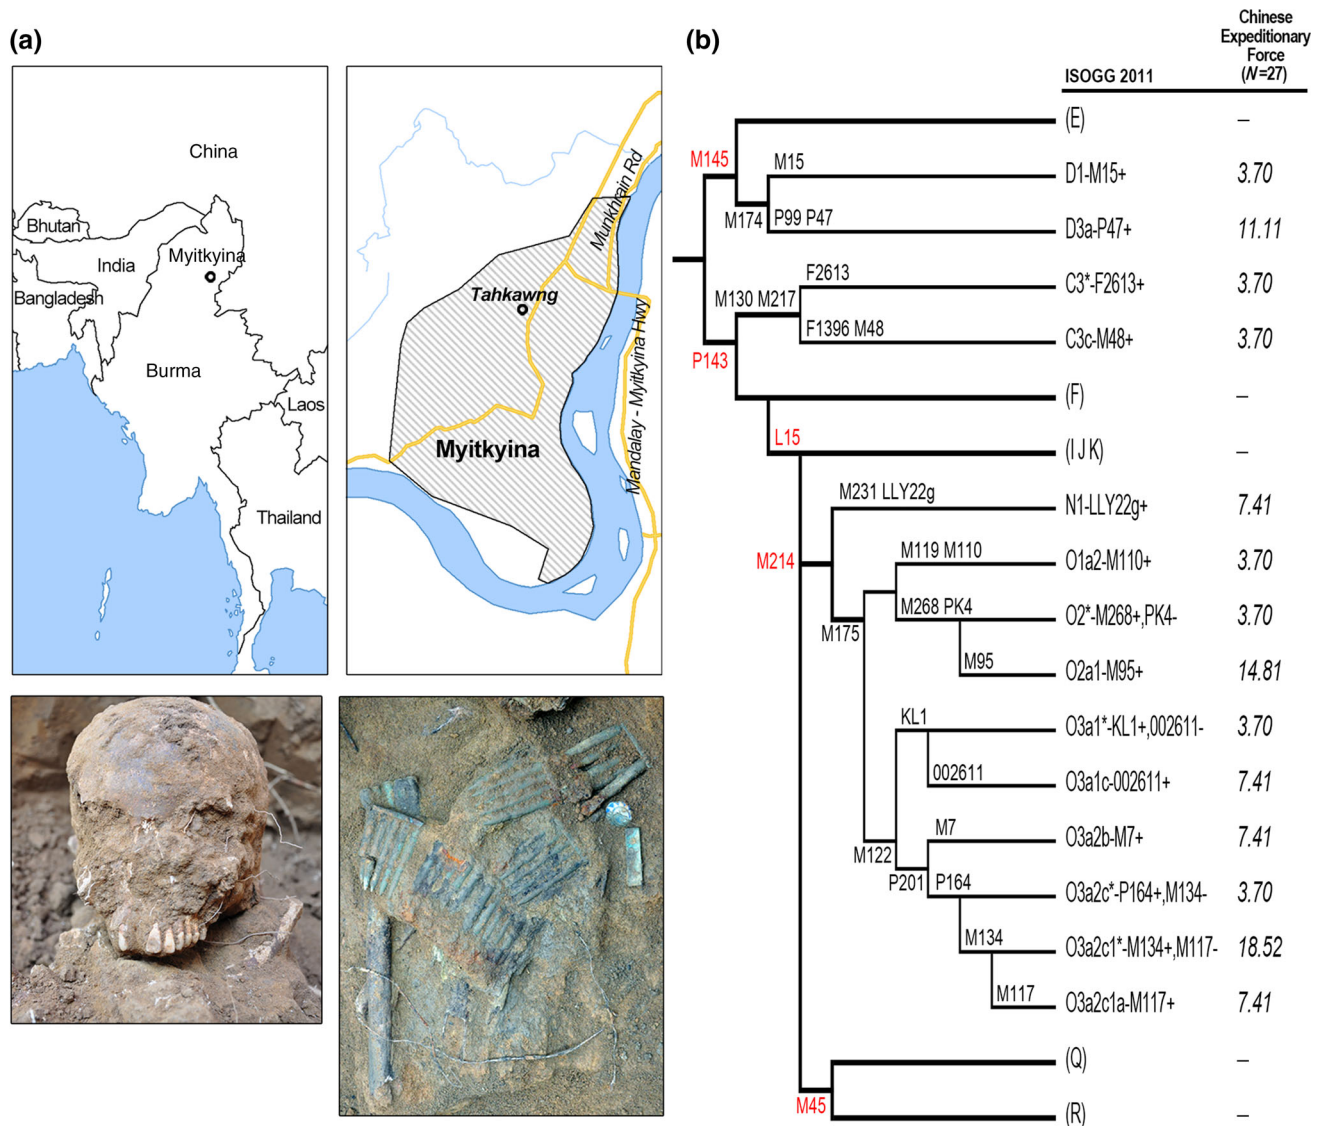 (a)
China
Bhutan
Myitkyina
India
Bangladesh
Burma
Laos
Thailand
Munkhrain Rd
Tahkawng
Mandalay - Myitkyina Hwy
Myitkyina
(b)
Chinese
Expeditionary
Force
(N=27)
ISOGG 2011
(E) –
M145
M15
D1-M15+ 3.70
M174
P99 P47
D3a-P47+ 11.11
F2613
C3*-F2613+ 3.70
M130 M217
F1396 M48
C3c-M48+ 3.70
P143
(F) –
L15
(I J K) –
M231 LLY22g
N1-LLY22g+ 7.41
M119 M110
M214
O1a2-M110+ 3.70
M268 PK4
O2*-M268+,PK4- 3.70
M175
M95
O2a1-M95+ 14.81
KL1
O3a1*-KL1+,002611- 3.70
002611
O3a1c-002611+ 7.41
M7
O3a2b-M7+ 7.41
M122
P201
P164
O3a2c*-P164+,M134- 3.70
M134
O3a2c1*-M134+,M117- 18.52
M117
O3a2c1a-M117+ 7.41
(Q) –
M45
(R) –